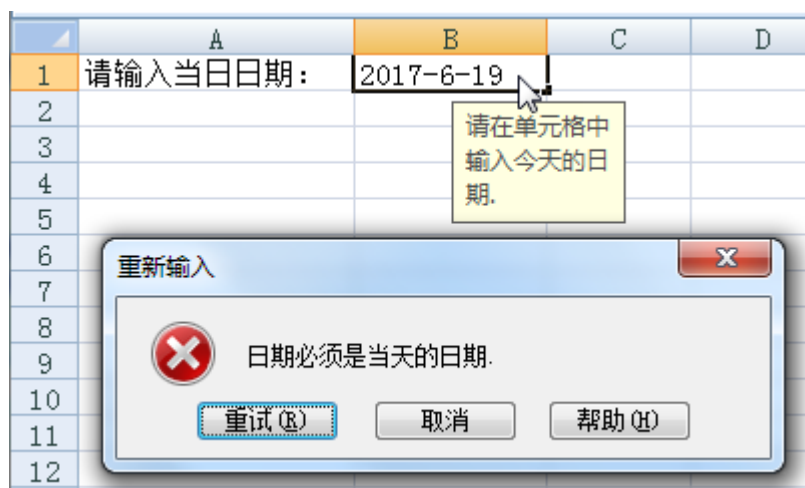 A B C D
1 请输入当日日期： 2017-6-19
2
请在单元格中
3
输入今天的日
4
期.
5
6
重新输入
7
8
日期必须是当天的日期.
9
10
重试(R) 取消 帮助(H)
11
12